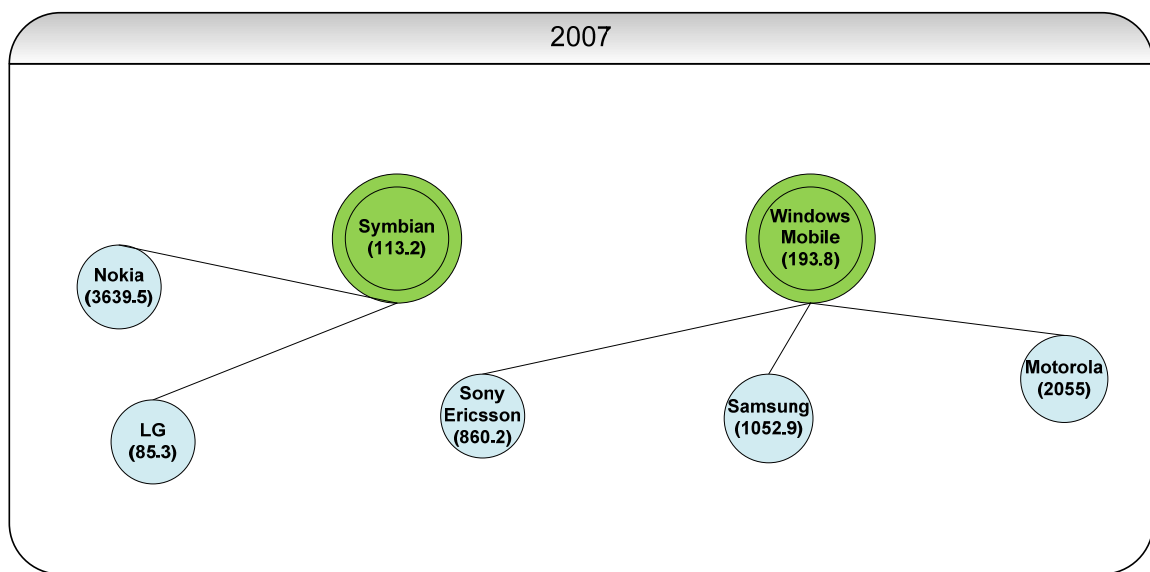 2007
Symbian
(113.2)
Windows
Mobile
(193.8)
Nokia
(3639.5)
LG
(85.3)
Sony
Ericsson
(860.2)
Samsung
(1052.9)
Motorola
(2055)